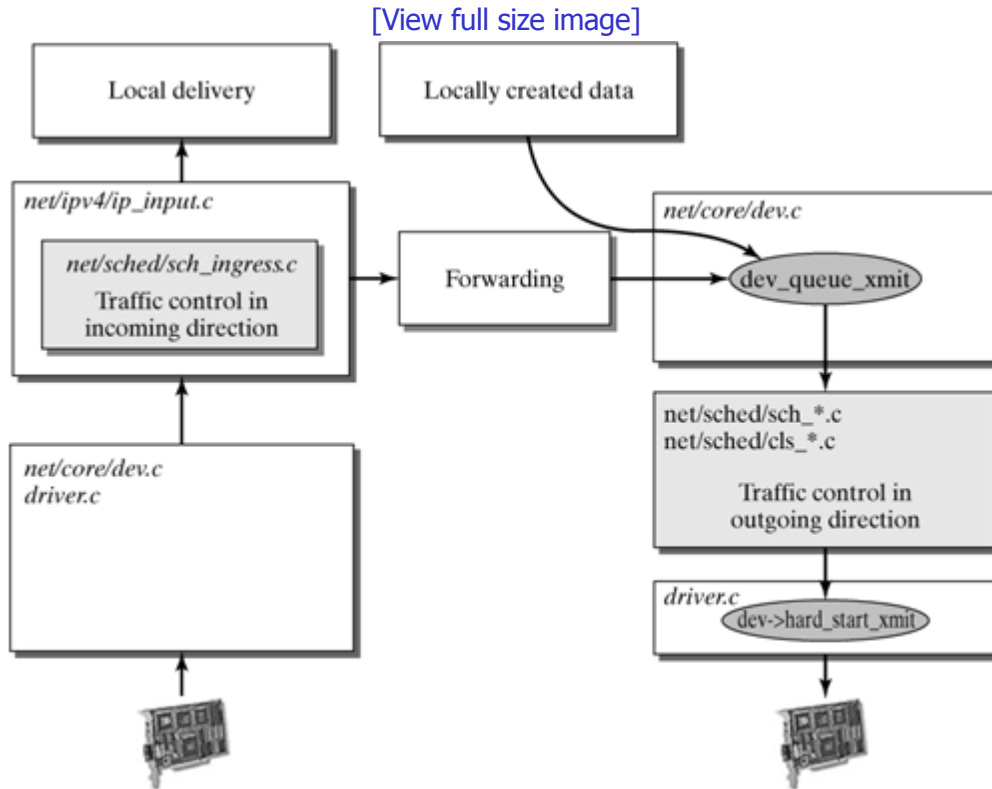 [View full size image]
Local delivery
Locally created data
net/ipv4/ip_input.c
net/sched/sch_ingress.c
Traffic control in
incoming direction
Forwarding
net/core/dev.c
dev_queue_xmit
net/sched/sch_*.c
net/sched/cls_*.c
Traffic control in
outgoing direction
net/core/dev.c
driver.c
driver.c
dev->hard_start_xmit